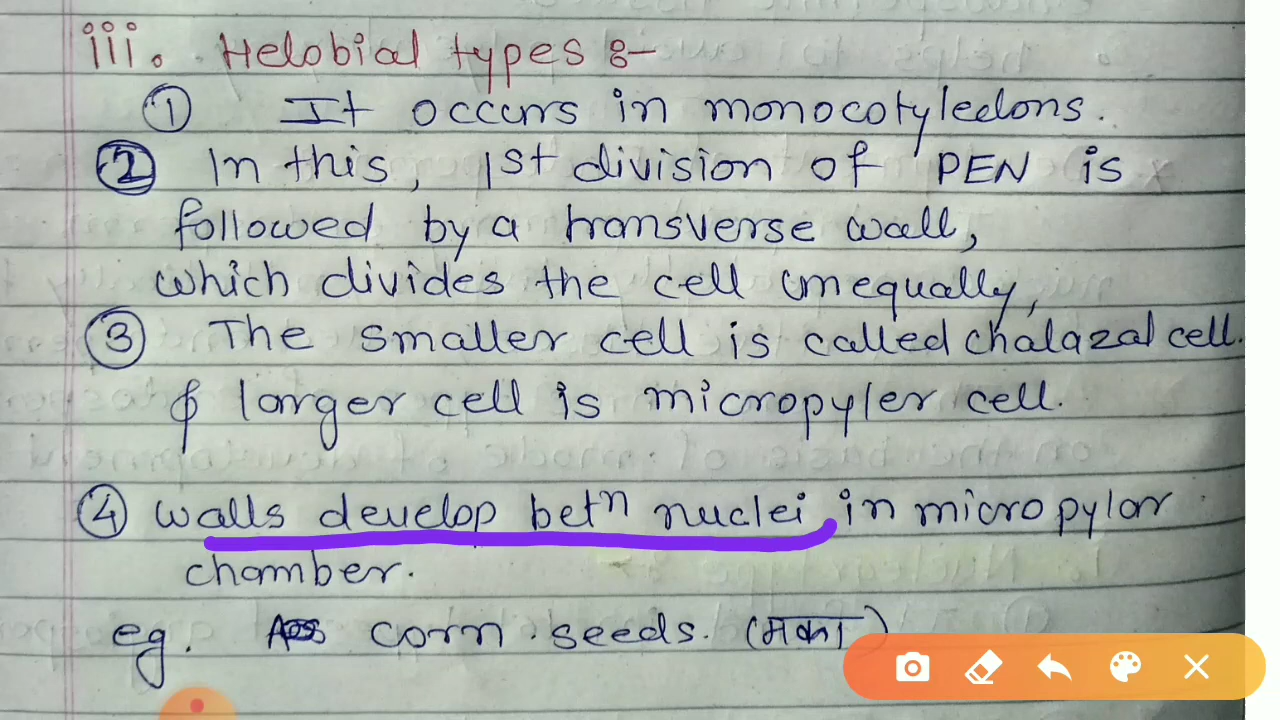 iii. Helobial types :-
① It occurs in monocotyledons.
② In this, 1st division of PEN is
followed by a transverse wall,
which divides the cell unequally,
③ The smaller cell is called chalazal cell.
& larger cell is micropyler cell.
④ walls develop betⁿ nuclei in micropylar
chamber.
eg. corn seeds. (मका)